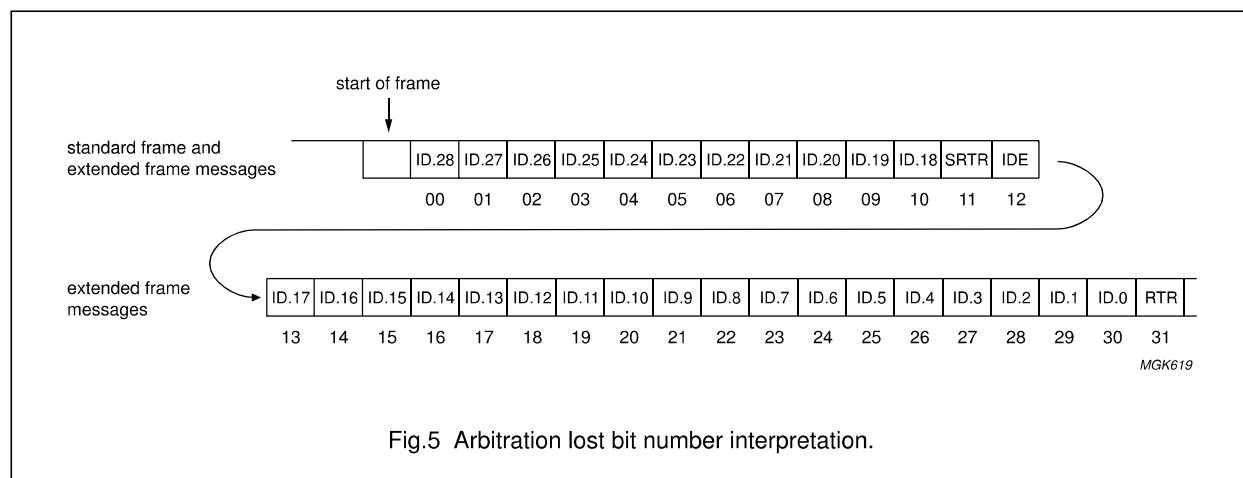 start of frame
standard frame and
extended frame messages
ID.28 ID.27 ID.26 ID.25 ID.24 ID.23 ID.22 ID.21 ID.20 ID.19 ID.18 SRTR IDE
00 01 02 03 04 05 06 07 08 09 10 11 12
extended frame
messages
ID.17 ID.16 ID.15 ID.14 ID.13 ID.12 ID.11 ID.10 ID.9 ID.8 ID.7 ID.6 ID.5 ID.4 ID.3 ID.2 ID.1 ID.0 RTR
13 14 15 16 17 18 19 20 21 22 23 24 25 26 27 28 29 30 31
MGK619
Fig.5 Arbitration lost bit number interpretation.